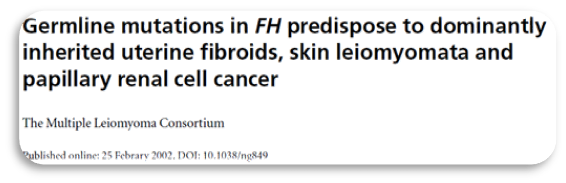 Germline mutations in FH predispose to dominantly
inherited uterine fibroids, skin leiomyomata and
papillary renal cell cancer
The Multiple Leiomyoma Consortium
Published online: 25 Febrary 2002, DOI: 10.1038/ng849